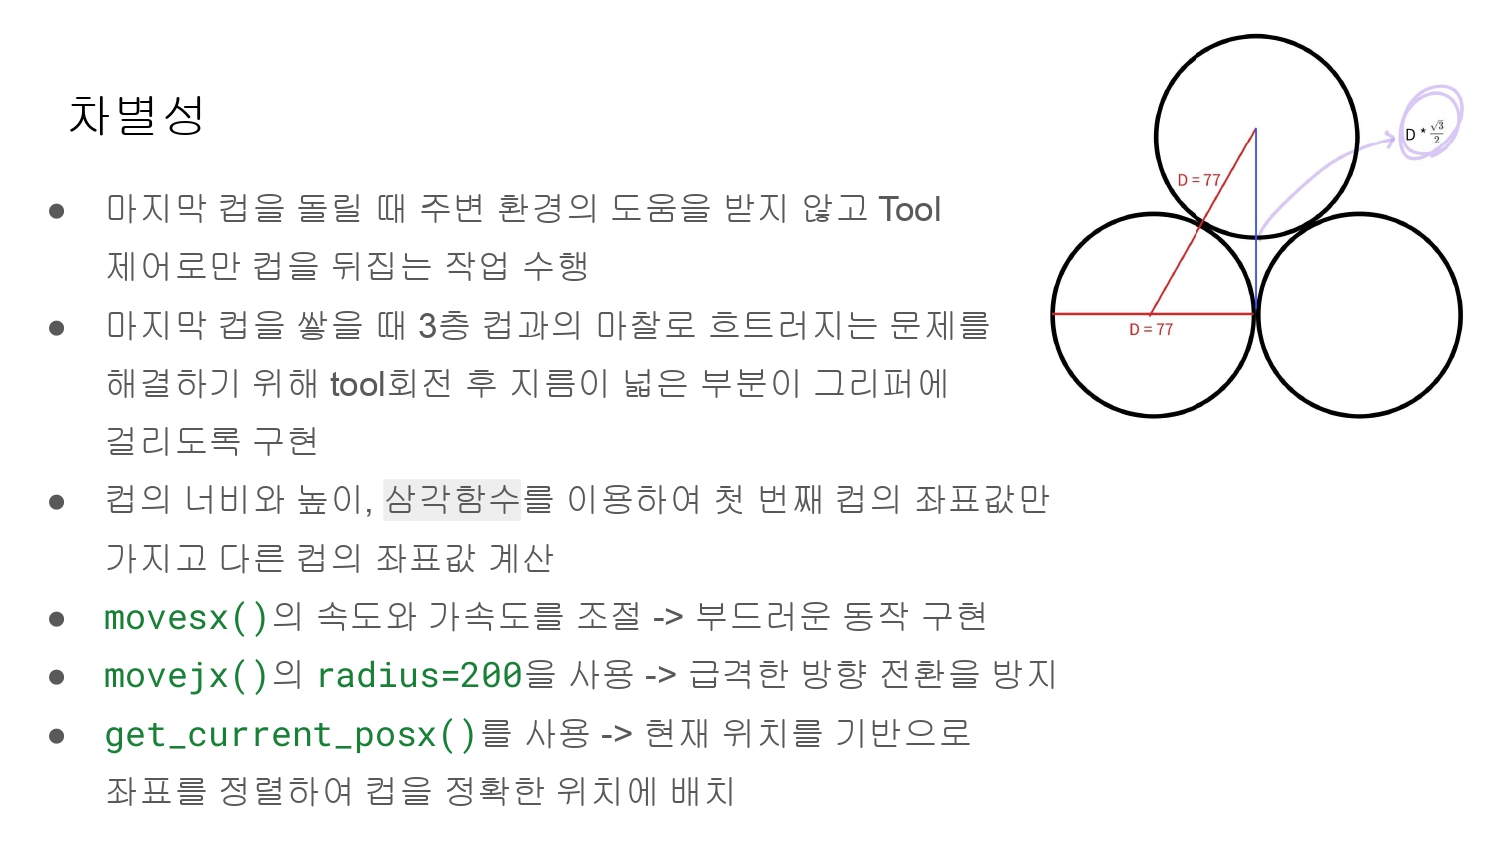 차별성
● 마지막 컵을 돌릴 때 주변 환경의 도움을 받지 않고 Tool
제어로만 컵을 뒤집는 작업 수행
● 마지막 컵을 쌓을 때 3층 컵과의 마찰로 흐트러지는 문제를
해결하기 위해 tool회전 후 지름이 넓은 부분이 그리퍼에
걸리도록 구현
● 컵의 너비와 높이, 삼각함수를 이용하여 첫 번째 컵의 좌표값만
가지고 다른 컵의 좌표값 계산
● movesx()의 속도와 가속도를 조절 -> 부드러운 동작 구현
● movejx()의 radius=200을 사용 -> 급격한 방향 전환을 방지
● get_current_posx()를 사용 -> 현재 위치를 기반으로
좌표를 정렬하여 컵을 정확한 위치에 배치
D * √3/2
D = 77
D = 77